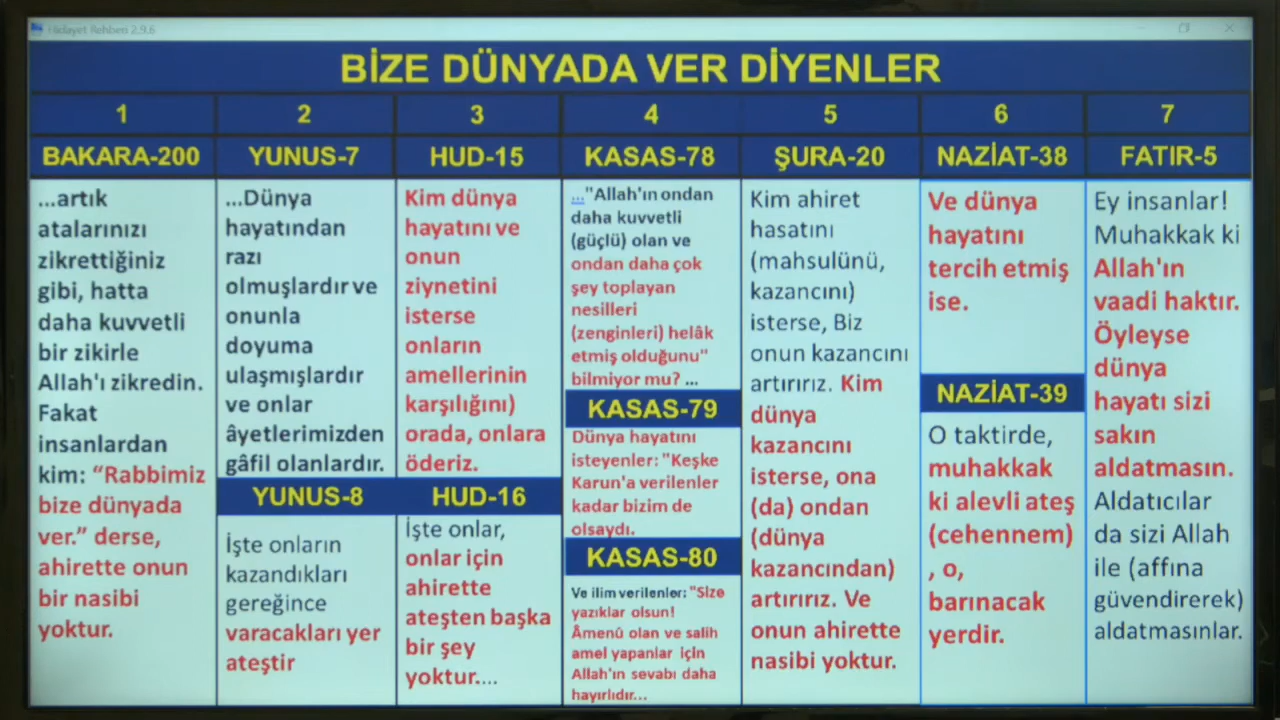 Hidayet Rehberi 2.9.6
BİZE DÜNYADA VER DİYENLER
1
BAKARA-200
...artık
atalarınızı
zikrettiğiniz
gibi, hatta
daha kuvvetli
bir zikirle
Allah'ı zikredin.
Fakat
insanlardan
kim: “Rabbimiz
bize dünyada
ver.” derse,
ahirette onun
bir nasibi
yoktur.
2
YUNUS-7
...Dünya
hayatından
razı
olmuşlardır ve
onunla
doyuma
ulaşmışlardır
ve onlar
âyetlerimizden
gâfil olanlardır.
YUNUS-8
İşte onların
kazandıkları
gereğince
varacakları yer
ateştir
3
HUD-15
Kim dünya
hayatını ve
onun
ziynetini
isterse
onların
amellerinin
karşılığını)
orada, onlara
öderiz.
HUD-16
İşte onlar,
onlar için
ahirette
ateşten başka
bir şey
yoktur....
4
KASAS-78
..."Allah'ın ondan
daha kuvvetli
(güçlü) olan ve
ondan daha çok
şey toplayan
nesilleri
(zenginleri) helâk
etmiş olduğunu"
bilmiyor mu? ...
KASAS-79
Dünya hayatını
isteyenler: "Keşke
Karun'a verilenler
kadar bizim de
olsaydı.
KASAS-80
Ve ilim verilenler: "Size
yazıklar olsun!
Âmenû olan ve salih
amel yapanlar için
Allah'ın sevabı daha
hayırlıdır...
5
ŞURA-20
Kim ahiret
hasatını
(mahsulünü,
kazancını)
isterse, Biz
onun kazancını
artırırız. Kim
dünya
kazancını
isterse, ona
(da) ondan
(dünya
kazancından)
artırırız. Ve
onun ahirette
nasibi yoktur.
6
NAZİAT-38
Ve dünya
hayatını
tercih etmiş
ise.
NAZİAT-39
O taktirde,
muhakkak
ki alevli ateş
(cehennem)
, o,
barınacak
yerdir.
7
FATIR-5
Ey insanlar!
Muhakkak ki
Allah'ın
vaadi haktır.
Öyleyse
dünya
hayatı sizi
sakın
aldatmasın.
Aldatıcılar
da sizi Allah
ile (affına
güvendirerek)
aldatmasınlar.